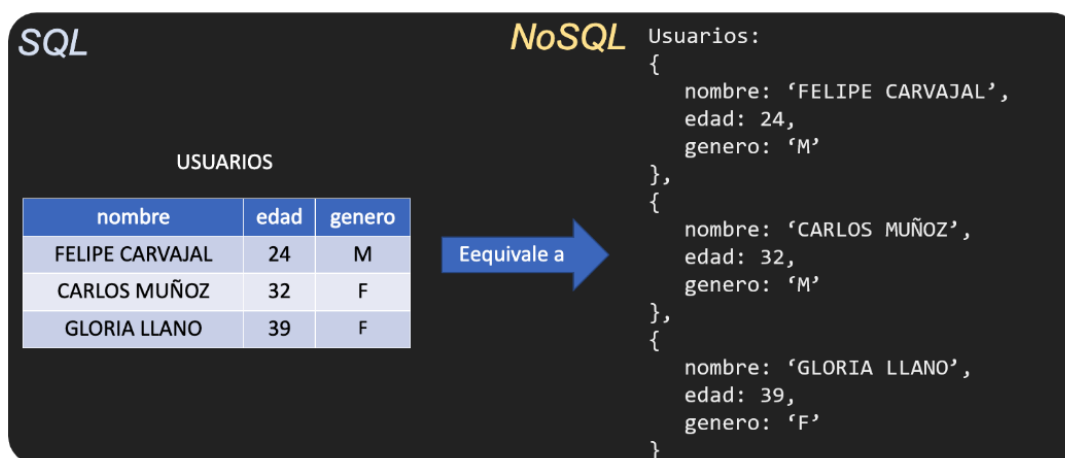 SQL
USUARIOS
nombre edad genero
FELIPE CARVAJAL 24 M
CARLOS MUÑOZ 32 F
GLORIA LLANO 39 F
Eequivale a
NoSQL
Usuarios:
{
nombre: ‘FELIPE CARVAJAL’,
edad: 24,
genero: ‘M’
},
{
nombre: ‘CARLOS MUÑOZ’,
edad: 32,
genero: ‘M’
},
{
nombre: ‘GLORIA LLANO’,
edad: 39,
genero: ‘F’
}